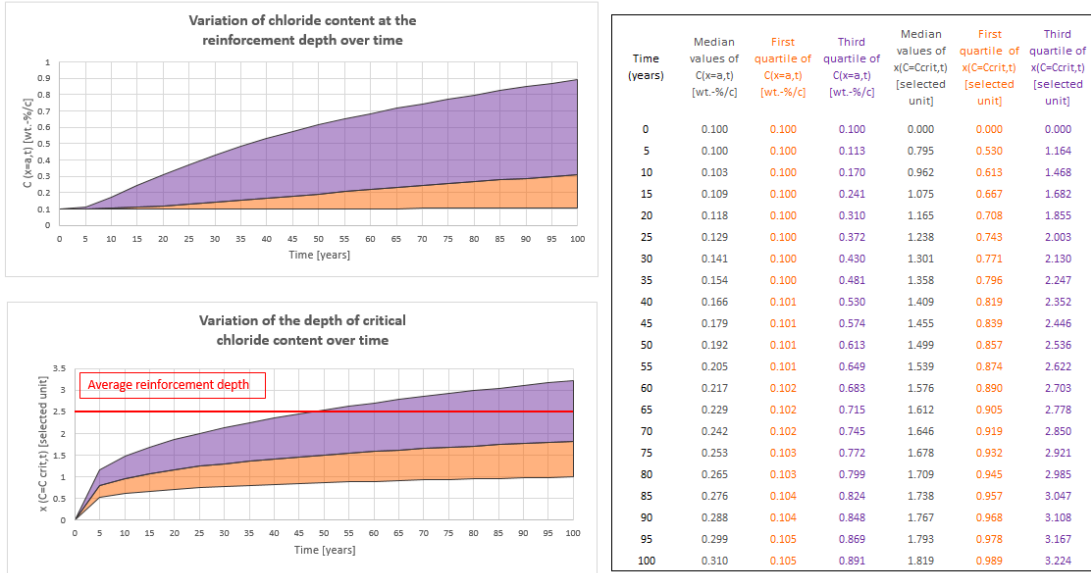 Variation of chloride content at the
reinforcement depth over time
C (x=a,t) [wt.-%/c]
1
0.9
0.8
0.7
0.6
0.5
0.4
0.3
0.2
0.1
0 5 10 15 20 25 30 35 40 45 50 55 60 65 70 75 80 85 90 95 100
Time [years]
Variation of the depth of critical
chloride content over time
x (C=C crit,t) [selected unit]
3.5
3
2.5
2
1.5
1
0.5
0
Average reinforcement depth
0 5 10 15 20 25 30 35 40 45 50 55 60 65 70 75 80 85 90 95 100
Time [years]
Time (years) Median values of C(x=a,t) [wt.-%/c] First quartile of C(x=a,t) [wt.-%/c] Third quartile of C(x=a,t) [wt.-%/c] Median values of x(C=Ccrit,t) [selected unit] First quartile of x(C=Ccrit,t) [selected unit] Third quartile of x(C=Ccrit,t) [selected unit]
0 0.100 0.100 0.100 0.000 0.000 0.000
5 0.100 0.100 0.113 0.795 0.530 1.164
10 0.103 0.100 0.170 0.962 0.613 1.468
15 0.109 0.100 0.241 1.075 0.667 1.682
20 0.118 0.100 0.310 1.165 0.708 1.855
25 0.129 0.100 0.372 1.238 0.743 2.003
30 0.141 0.100 0.430 1.301 0.771 2.130
35 0.154 0.100 0.481 1.358 0.796 2.247
40 0.166 0.101 0.530 1.409 0.819 2.352
45 0.179 0.101 0.574 1.455 0.839 2.446
50 0.192 0.101 0.613 1.499 0.857 2.536
55 0.205 0.101 0.649 1.539 0.874 2.622
60 0.217 0.102 0.683 1.576 0.890 2.703
65 0.229 0.102 0.715 1.612 0.905 2.778
70 0.242 0.102 0.745 1.646 0.919 2.850
75 0.253 0.103 0.772 1.678 0.932 2.921
80 0.265 0.103 0.799 1.709 0.945 2.985
85 0.276 0.104 0.824 1.738 0.957 3.047
90 0.288 0.104 0.848 1.767 0.968 3.108
95 0.299 0.105 0.869 1.793 0.978 3.167
100 0.310 0.105 0.891 1.819 0.989 3.224